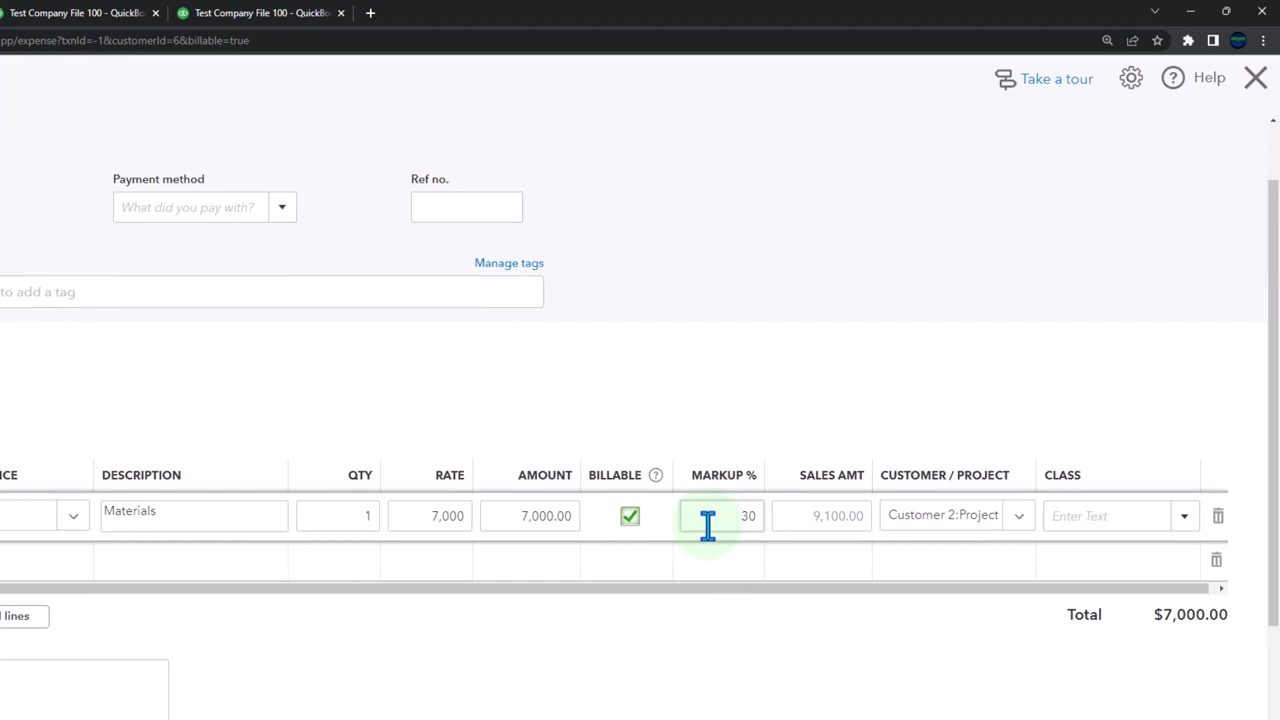 Test Company File 100 - QuickBo
Test Company File 100 - QuickBo
app/expense?txnId=-1&customerId=6&billable=true
Take a tour
Help
Payment method
Ref no.
What did you pay with?
Manage tags
to add a tag
ICE DESCRIPTION QTY RATE AMOUNT BILLABLE ? MARKUP % SALES AMT CUSTOMER / PROJECT CLASS
Materials 1 7,000 7,000.00 30 9,100.00 Customer 2:Project Enter Text
lines
Total $7,000.00